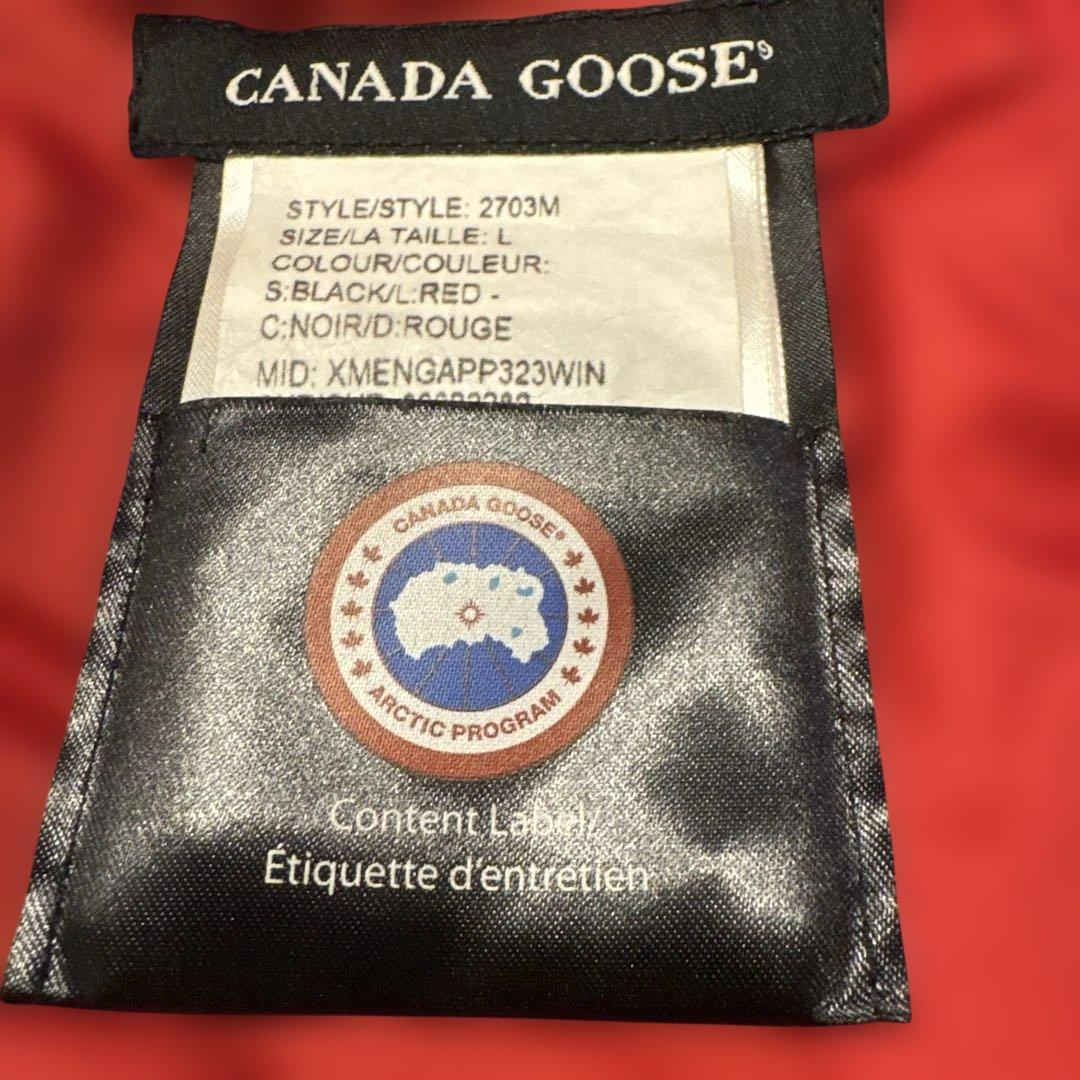 CANADA GOOSE®
STYLE/STYLE: 2703M
SIZE/LA TAILLE: L
COLOUR/COULEUR:
S:BLACK/L:RED -
C:NOIR/D:ROUGE
MID: XMENGAPP323WIN
CANADA GOOSE®
ARCTIC PROGRAM
Content Label/
Étiquette d'entretien